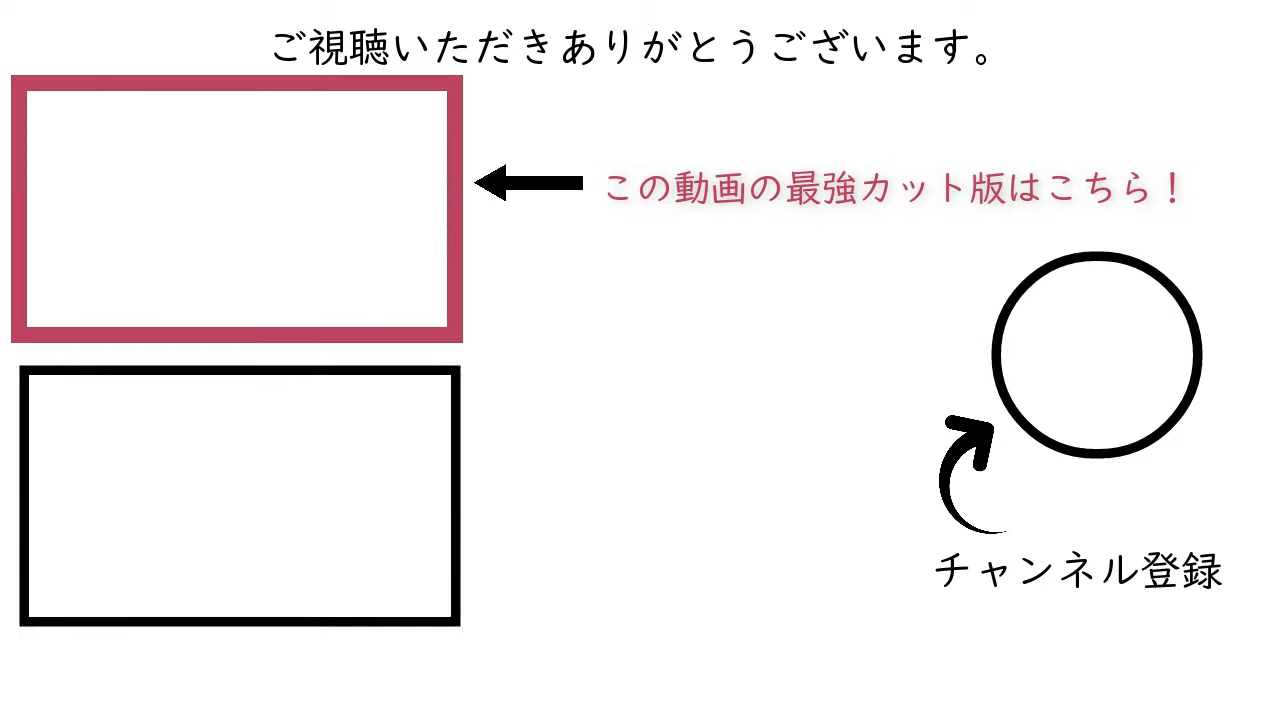 ご視聴いただきありがとうございます。
この動画の最強カット版はこちら！
チャンネル登録